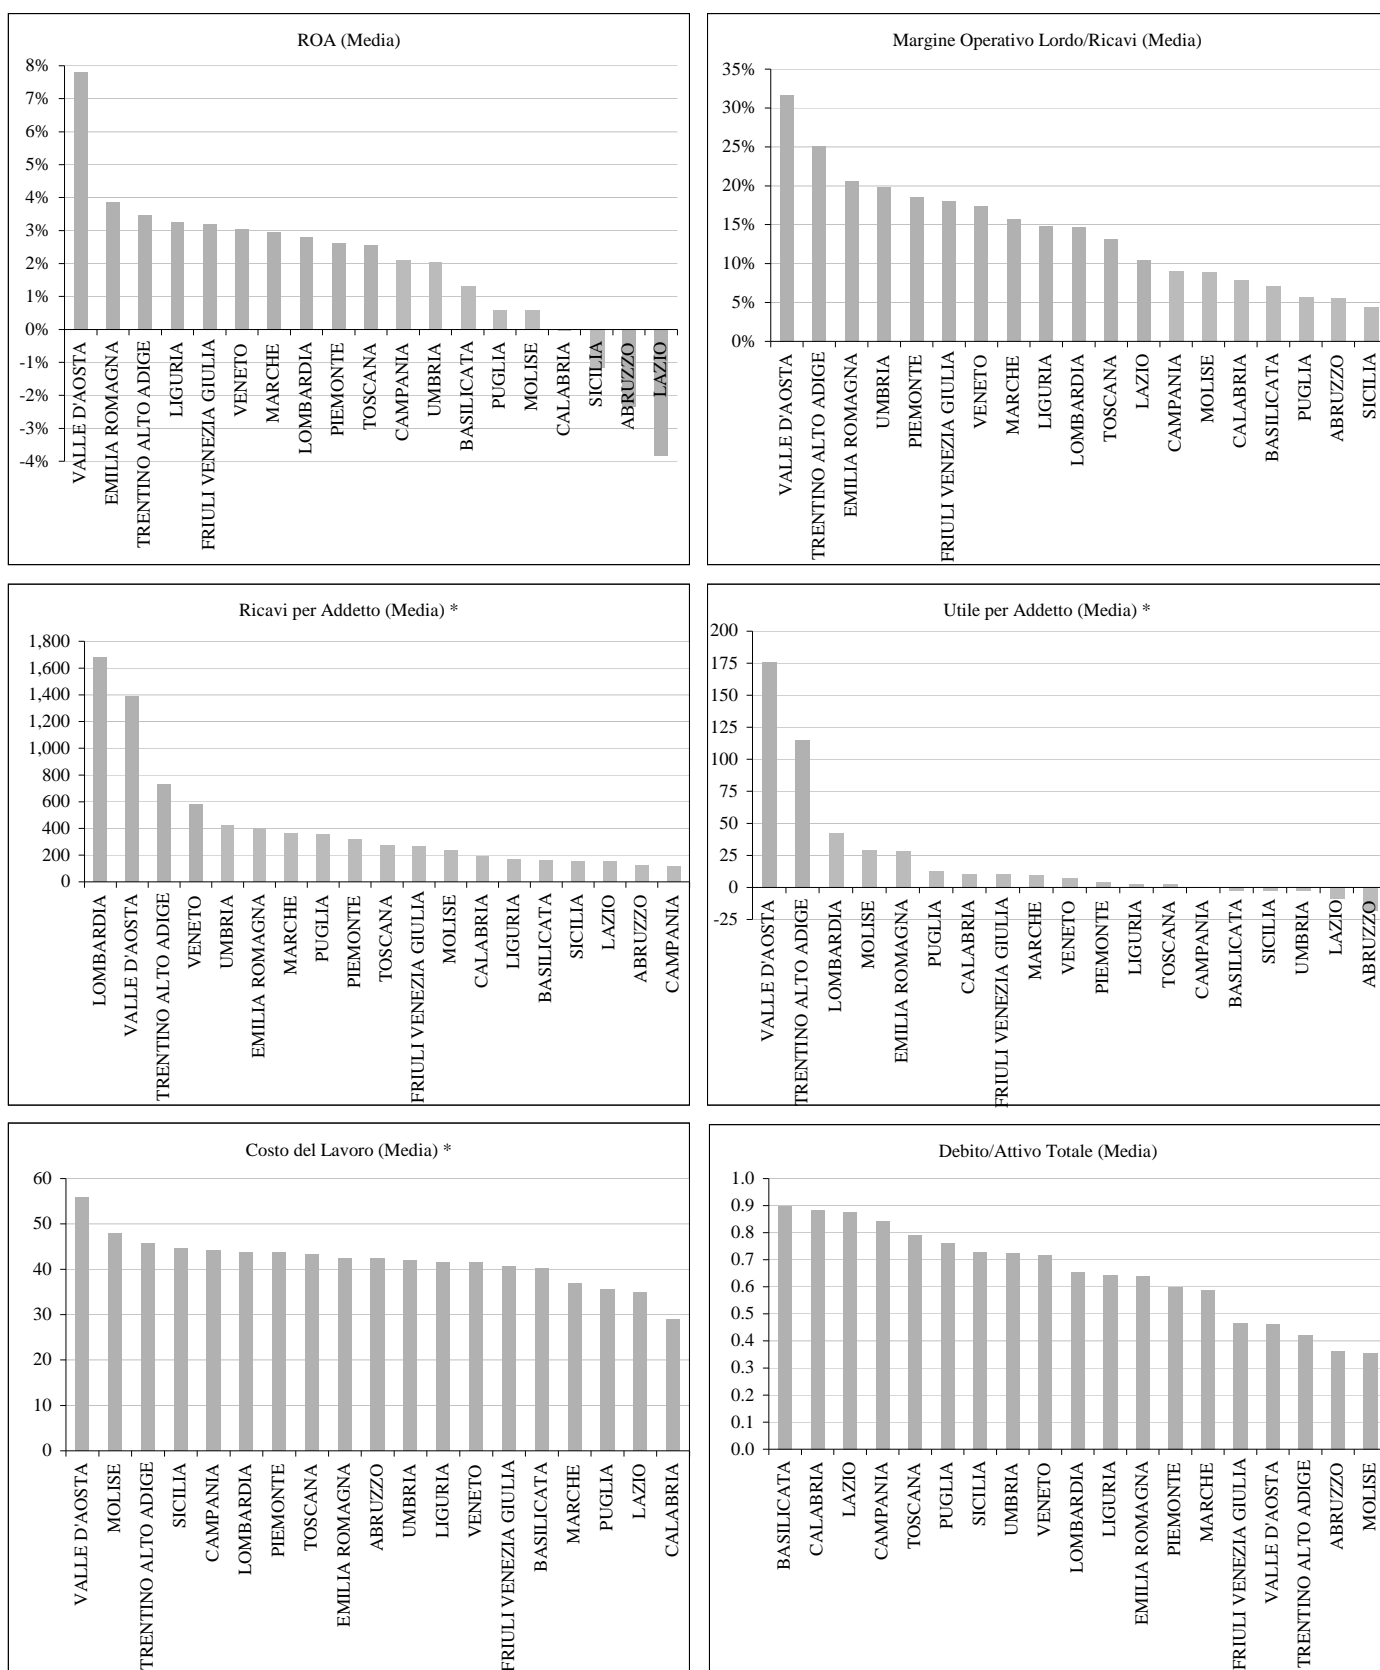 ROA (Media)
8%
7%
6%
5%
4%
3%
2%
1%
0%
-1%
-2%
-3%
-4%
VALLE D'AOSTA
EMILIA ROMAGNA
TRENTINO ALTO ADIGE
LIGURIA
FRIULI VENEZIA GIULIA
VENETO
MARCHE
LOMBARDIA
PIEMONTE
TOSCANA
CAMPANIA
UMBRIA
BASILICATA
PUGLIA
MOLISE
CALABRIA
SICILIA
ABRUZZO
LAZIO
Margine Operativo Lordo/Ricavi (Media)
35%
30%
25%
20%
15%
10%
5%
0%
VALLE D'AOSTA
TRENTINO ALTO ADIGE
EMILIA ROMAGNA
UMBRIA
PIEMONTE
FRIULI VENEZIA GIULIA
VENETO
MARCHE
LIGURIA
LOMBARDIA
TOSCANA
LAZIO
CAMPANIA
MOLISE
CALABRIA
BASILICATA
PUGLIA
ABRUZZO
SICILIA
Ricavi per Addetto (Media) *
1,800
1,600
1,400
1,200
1,000
800
600
400
200
0
LOMBARDIA
VALLE D'AOSTA
TRENTINO ALTO ADIGE
VENETO
UMBRIA
EMILIA ROMAGNA
MARCHE
PUGLIA
PIEMONTE
TOSCANA
FRIULI VENEZIA GIULIA
MOLISE
CALABRIA
LIGURIA
BASILICATA
SICILIA
LAZIO
ABRUZZO
CAMPANIA
Utile per Addetto (Media) *
200
175
150
125
100
75
50
25
0
-25
VALLE D'AOSTA
TRENTINO ALTO ADIGE
LOMBARDIA
MOLISE
EMILIA ROMAGNA
PUGLIA
CALABRIA
FRIULI VENEZIA GIULIA
MARCHE
VENETO
PIEMONTE
LIGURIA
TOSCANA
CAMPANIA
BASILICATA
SICILIA
UMBRIA
LAZIO
ABRUZZO
Costo del Lavoro (Media) *
60
50
40
30
20
10
0
VALLE D'AOSTA
MOLISE
TRENTINO ALTO ADIGE
SICILIA
CAMPANIA
LOMBARDIA
PIEMONTE
TOSCANA
EMILIA ROMAGNA
ABRUZZO
UMBRIA
LIGURIA
VENETO
FRIULI VENEZIA GIULIA
BASILICATA
MARCHE
PUGLIA
LAZIO
CALABRIA
Debito/Attivo Totale (Media)
1.0
0.9
0.8
0.7
0.6
0.5
0.4
0.3
0.2
0.1
0.0
BASILICATA
CALABRIA
LAZIO
CAMPANIA
TOSCANA
PUGLIA
SICILIA
UMBRIA
VENETO
LOMBARDIA
LIGURIA
EMILIA ROMAGNA
PIEMONTE
MARCHE
FRIULI VENEZIA GIULIA
VALLE D'AOSTA
TRENTINO ALTO ADIGE
ABRUZZO
MOLISE